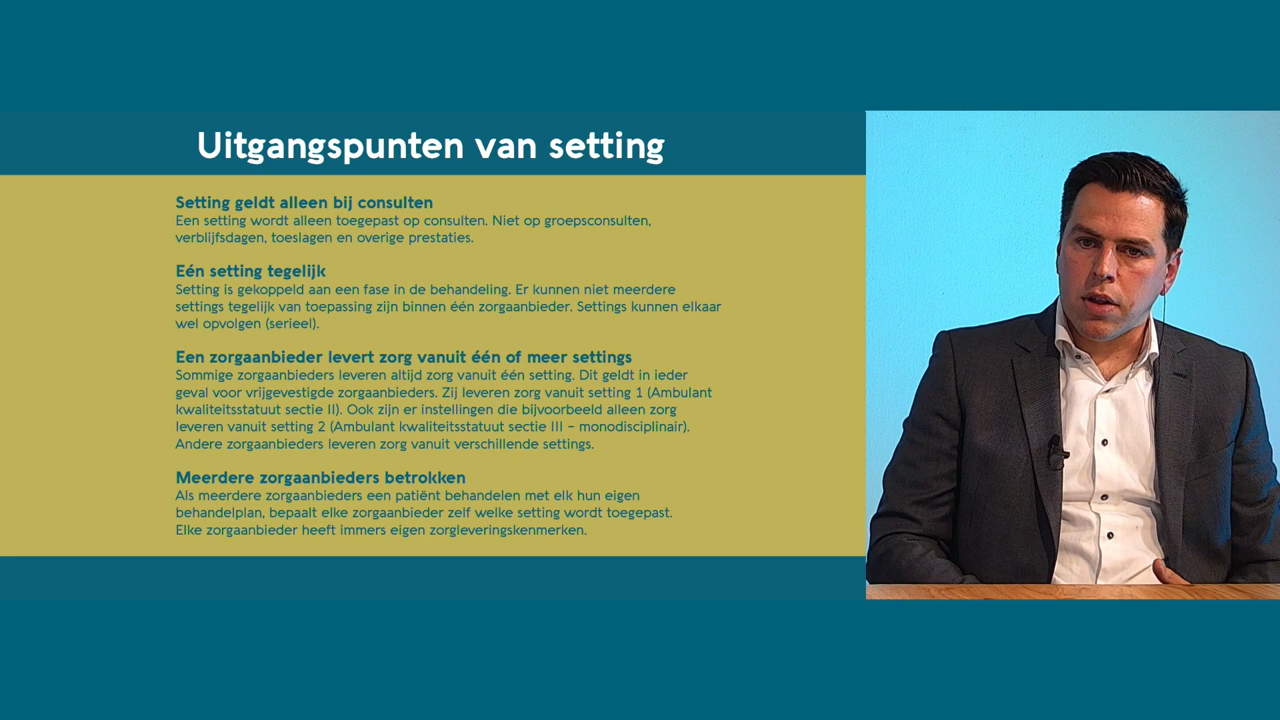 Uitgangspunten van setting
Setting geldt alleen bij consulten
Een setting wordt alleen toegepast op consulten. Niet op groepsconsulten,
verblijfsdagen, toeslagen en overige prestaties.
Eén setting tegelijk
Setting is gekoppeld aan een fase in de behandeling. Er kunnen niet meerdere
settings tegelijk van toepassing zijn binnen één zorgaanbieder. Settings kunnen elkaar
wel opvolgen (serieel).
Een zorgaanbieder levert zorg vanuit één of meer settings
Sommige zorgaanbieders leveren altijd zorg vanuit één setting. Dit geldt in ieder
geval voor vrijgevestigde zorgaanbieders. Zij leveren zorg vanuit setting 1 (Ambulant
kwaliteitsstatuut sectie II). Ook zijn er instellingen die bijvoorbeeld alleen zorg
leveren vanuit setting 2 (Ambulant kwaliteitsstatuut sectie III – monodisciplinair).
Andere zorgaanbieders leveren zorg vanuit verschillende settings.
Meerdere zorgaanbieders betrokken
Als meerdere zorgaanbieders een patiënt behandelen met elk hun eigen
behandelplan, bepaalt elke zorgaanbieder zelf welke setting wordt toegepast.
Elke zorgaanbieder heeft immers eigen zorgleveringskenmerken.